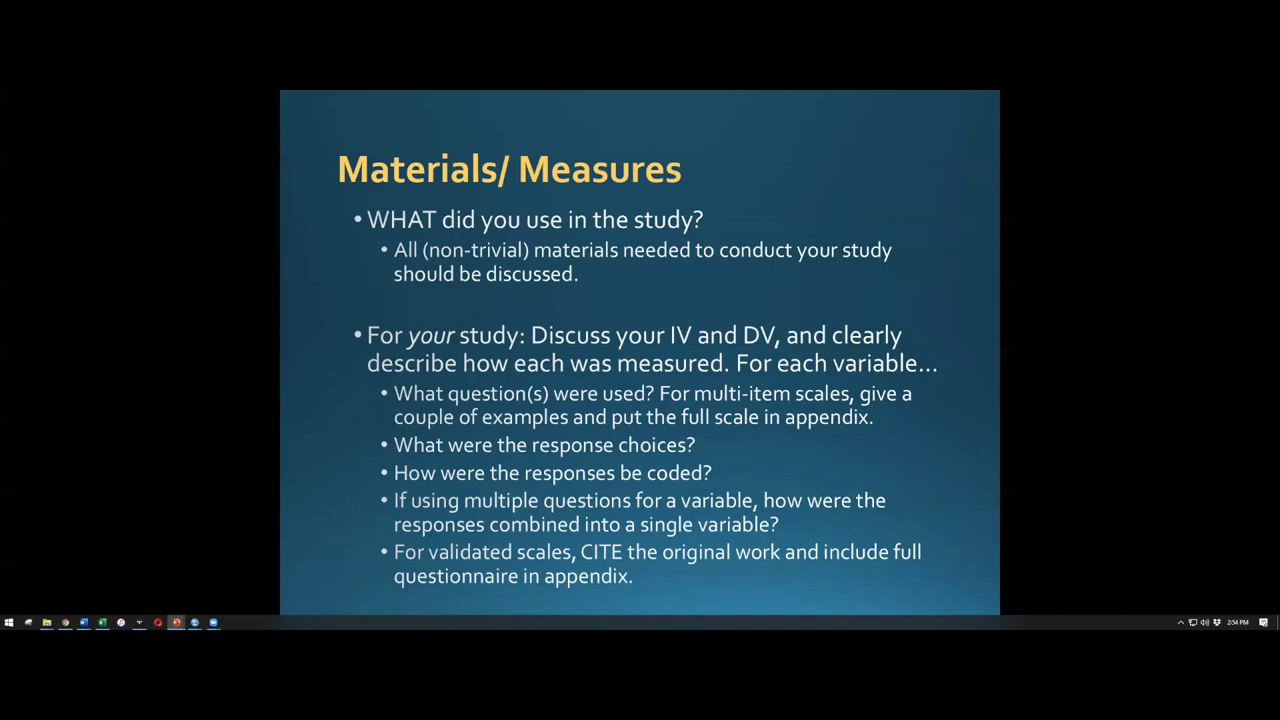 Materials/ Measures
• WHAT did you use in the study?
• All (non-trivial) materials needed to conduct your study
should be discussed.
• For your study: Discuss your IV and DV, and clearly
describe how each was measured. For each variable…
• What question(s) were used? For multi-item scales, give a
couple of examples and put the full scale in appendix.
• What were the response choices?
• How were the responses be coded?
• If using multiple questions for a variable, how were the
responses combined into a single variable?
• For validated scales, CITE the original work and include full
questionnaire in appendix.
2:54 PM